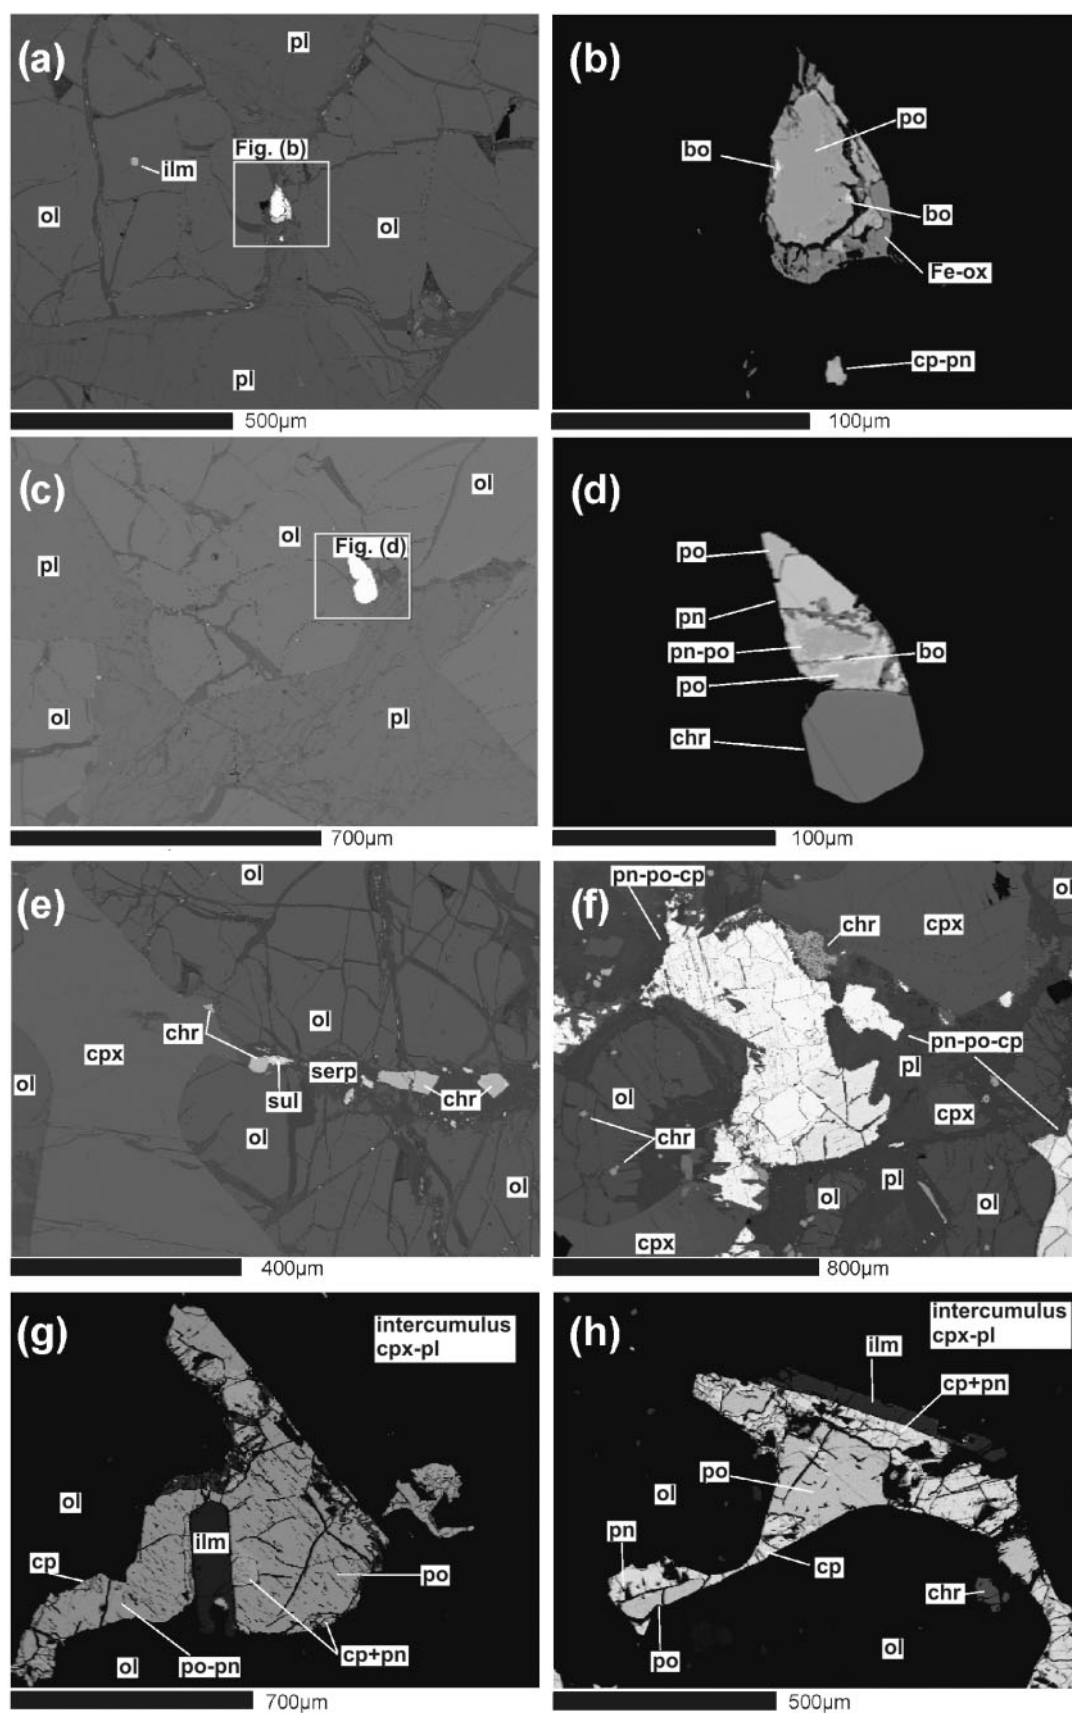 (a)
pl
Fig. (b)
ilm
ol
ol
pl
500µm
(b)
po
bo
bo
Fe-ox
cp-pn
100µm
(c)
ol
ol
Fig. (d)
pl
ol
pl
700µm
(d)
po
pn
pn-po
bo
po
chr
100µm
(e)
ol
chr
ol
cpx
serp
ol
sul
chr
ol
ol
400µm
(f)
pn-po-cp
ol
chr
cpx
pn-po-cp
pl
ol
cpx
chr
pl
ol
ol
cpx
800µm
(g)
intercumulus
cpx-pl
ol
ilm
cp
po
cp+pn
ol
po-pn
700µm
(h)
intercumulus
cpx-pl
ilm
cp+pn
po
ol
pn
cp
chr
po
ol
500µm